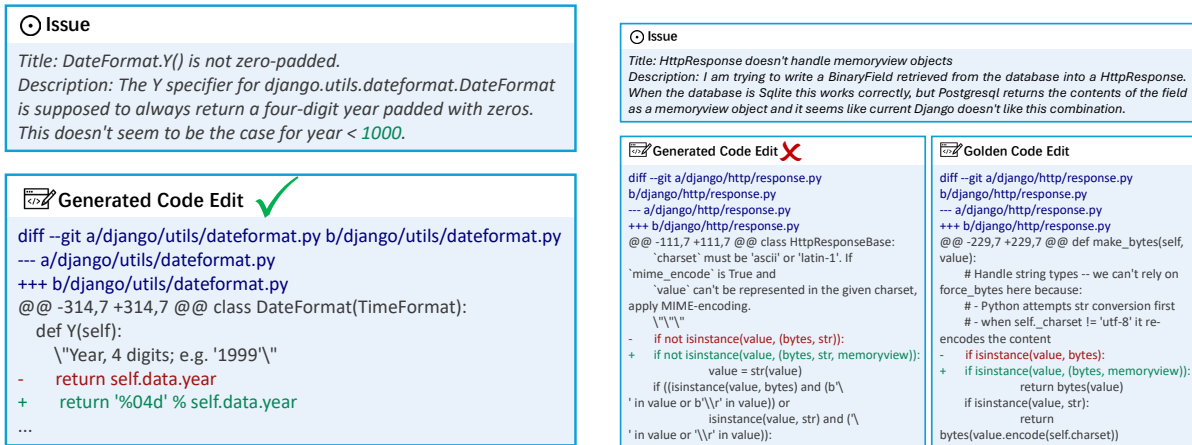 Issue
Title: DateFormat.Y() is not zero-padded.
Description: The Y specifier for django.utils.dateformat.DateFormat
is supposed to always return a four-digit year padded with zeros.
This doesn't seem to be the case for year < 1000.
Generated Code Edit
diff --git a/django/utils/dateformat.py b/django/utils/dateformat.py
--- a/django/utils/dateformat.py
+++ b/django/utils/dateformat.py
@@ -314,7 +314,7 @@ class DateFormat(TimeFormat):
def Y(self):
\"Year, 4 digits; e.g. '1999'\"
- return self.data.year
+ return '%04d' % self.data.year
...
Issue
Title: HttpResponse doesn't handle memoryview objects
Description: I am trying to write a BinaryField retrieved from the database into a HttpResponse.
When the database is Sqlite this works correctly, but Postgresql returns the contents of the field
as a memoryview object and it seems like current Django doesn't like this combination.
Generated Code Edit
diff --git a/django/http/response.py
b/django/http/response.py
--- a/django/http/response.py
+++ b/django/http/response.py
@@ -111,7 +111,7 @@ class HttpResponseBase:
`charset` must be 'ascii' or 'latin-1'. If
`mime_encode` is True and
`value` can't be represented in the given charset,
apply MIME-encoding.
\"\"\"
- if not isinstance(value, (bytes, str)):
+ if not isinstance(value, (bytes, str, memoryview)):
value = str(value)
if ((isinstance(value, bytes) and (b'\
' in value or b'\\r' in value)) or
isinstance(value, str) and ('\
' in value or '\\r' in value)):
Golden Code Edit
diff --git a/django/http/response.py
b/django/http/response.py
--- a/django/http/response.py
+++ b/django/http/response.py
@@ -229,7 +229,7 @@ def make_bytes(self,
value):
# Handle string types -- we can't rely on
force_bytes here because:
# - Python attempts str conversion first
# - when self._charset != 'utf-8' it re-
encodes the content
- if isinstance(value, bytes):
+ if isinstance(value, (bytes, memoryview)):
return bytes(value)
if isinstance(value, str):
return
bytes(value.encode(self.charset))